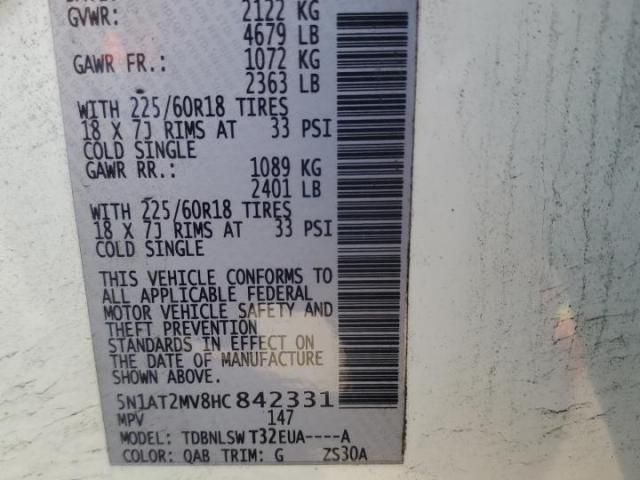 GVWR: 2122 KG
4679 LB
GAWR FR.: 1072 KG
2363 LB
WITH 225/60R18 TIRES
18 X 7J RIMS AT 33 PSI
COLD SINGLE
GAWR RR.: 1089 KG
2401 LB
WITH 225/60R18 TIRES
18 X 7J RIMS AT 33 PSI
COLD SINGLE
THIS VEHICLE CONFORMS TO
ALL APPLICABLE FEDERAL
MOTOR VEHICLE SAFETY AND
THEFT PREVENTION
STANDARDS IN EFFECT ON
THE DATE OF MANUFACTURE
SHOWN ABOVE.
5N1AT2MV8HC 842331
MPV 147
MODEL: TDBNLSW T32EUA----A
COLOR: QAB TRIM: G ZS30A